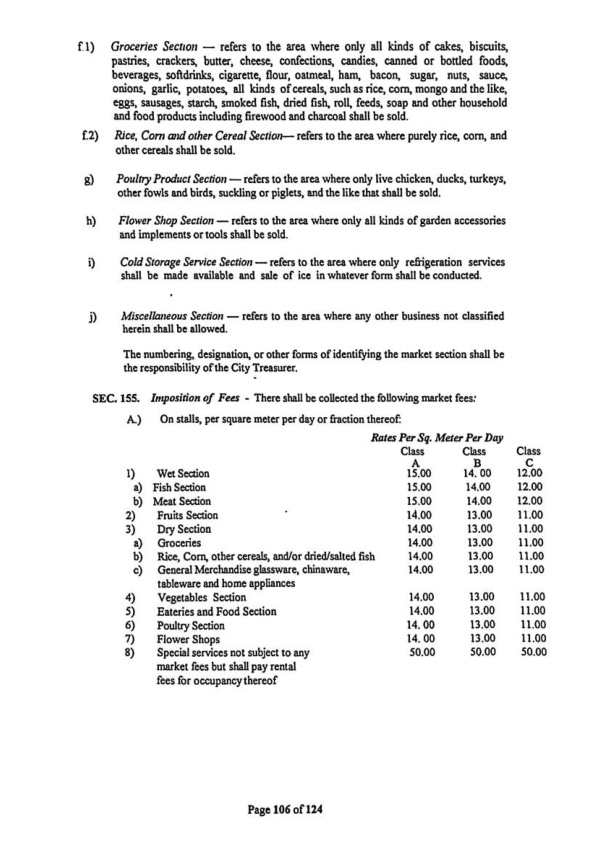 f.1) Groceries Section — refers to the area where only all kinds of cakes, biscuits,
pastries, crackers, butter, cheese, confections, candies, canned or bottled foods,
beverages, softdrinks, cigarette, flour, oatmeal, ham, bacon, sugar, nuts, sauce,
onions, garlic, potatoes, all kinds of cereals, such as rice, corn, mongo and the like,
eggs, sausages, starch, smoked fish, dried fish, roll, feeds, soap and other household
and food products including firewood and charcoal shall be sold.
f.2) Rice, Corn and other Cereal Section— refers to the area where purely rice, corn, and
other cereals shall be sold.
g) Poultry Product Section — refers to the area where only live chicken, ducks, turkeys,
other fowls and birds, suckling or piglets, and the like that shall be sold.
h) Flower Shop Section — refers to the area where only all kinds of garden accessories
and implements or tools shall be sold.
i) Cold Storage Service Section — refers to the area where only refrigeration services
shall be made available and sale of ice in whatever form shall be conducted.
j) Miscellaneous Section — refers to the area where any other business not classified
herein shall be allowed.
The numbering, designation, or other forms of identifying the market section shall be
the responsibility of the City Treasurer.
SEC. 155. Imposition of Fees - There shall be collected the following market fees:
A.) On stalls, per square meter per day or fraction thereof:
Rates Per Sq. Meter Per Day
Class Class Class
A B C
1) Wet Section 15.00 14. 00 12.00
a) Fish Section 15.00 14.00 12.00
b) Meat Section 15.00 14.00 12.00
2) Fruits Section 14.00 13.00 11.00
3) Dry Section 14.00 13.00 11.00
a) Groceries 14.00 13.00 11.00
b) Rice, Corn, other cereals, and/or dried/salted fish 14.00 13.00 11.00
c) General Merchandise glassware, chinaware, 14.00 13.00 11.00
tableware and home appliances
4) Vegetables Section 14.00 13.00 11.00
5) Eateries and Food Section 14.00 13.00 11.00
6) Poultry Section 14. 00 13.00 11.00
7) Flower Shops 14. 00 13.00 11.00
8) Special services not subject to any 50.00 50.00 50.00
market fees but shall pay rental
fees for occupancy thereof
Page 106 of 124